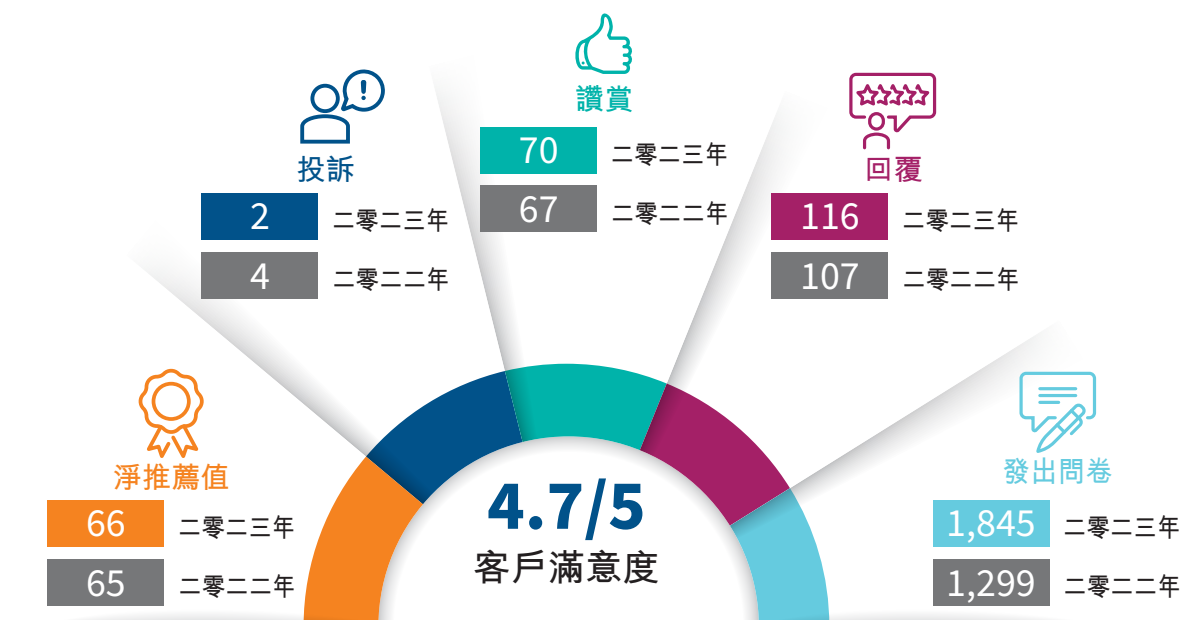 讚賞
70 二零二三年
67 二零二二年
投訴
2 二零二三年
4 二零二二年
回覆
116 二零二三年
107 二零二二年
淨推薦值
66 二零二三年
65 二零二二年
4.7/5
客戶滿意度
發出問卷
1,845 二零二三年
1,299 二零二二年